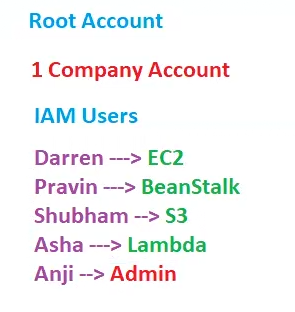 Root Account
1 Company Account
IAM Users
Darren ---> EC2
Pravin ---> BeanStalk
Shubham --> S3
Asha ---> Lambda
Anji --> Admin